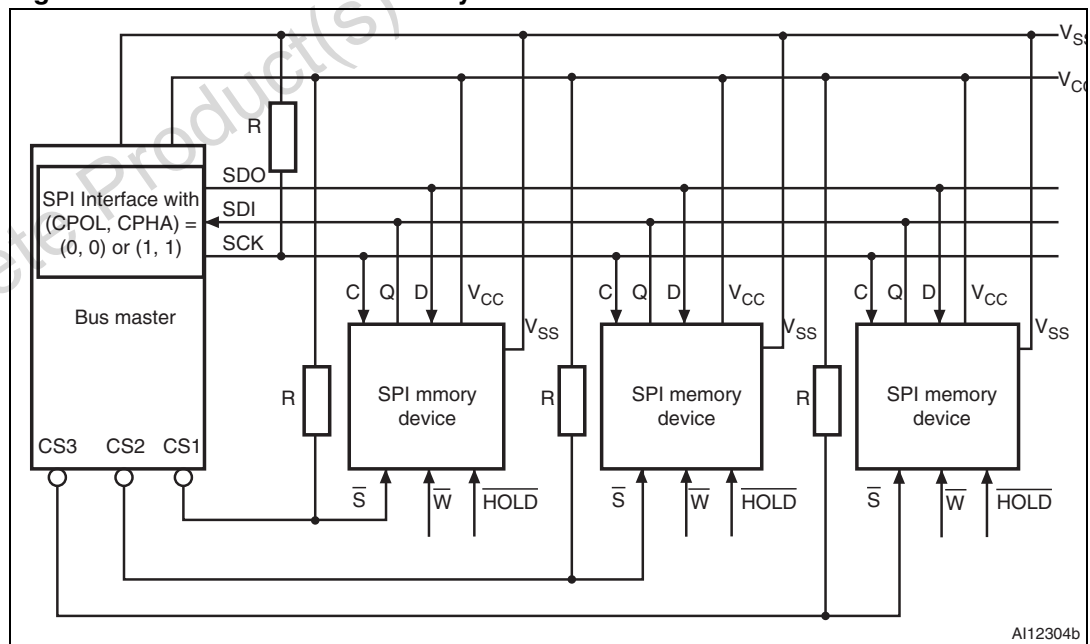 ete Product(s)
VSS
VCC
R
SDO
SPI Interface with
(CPOL, CPHA) =
(0, 0) or (1, 1)
SDI
SCK
Bus master
C Q D VCC VSS
C Q D VCC VSS
C Q D VCC VSS
R
SPI mmory
device
R
SPI memory
device
R
SPI memory
device
CS3 CS2 CS1
S W HOLD
S W HOLD
S W HOLD
AI12304b